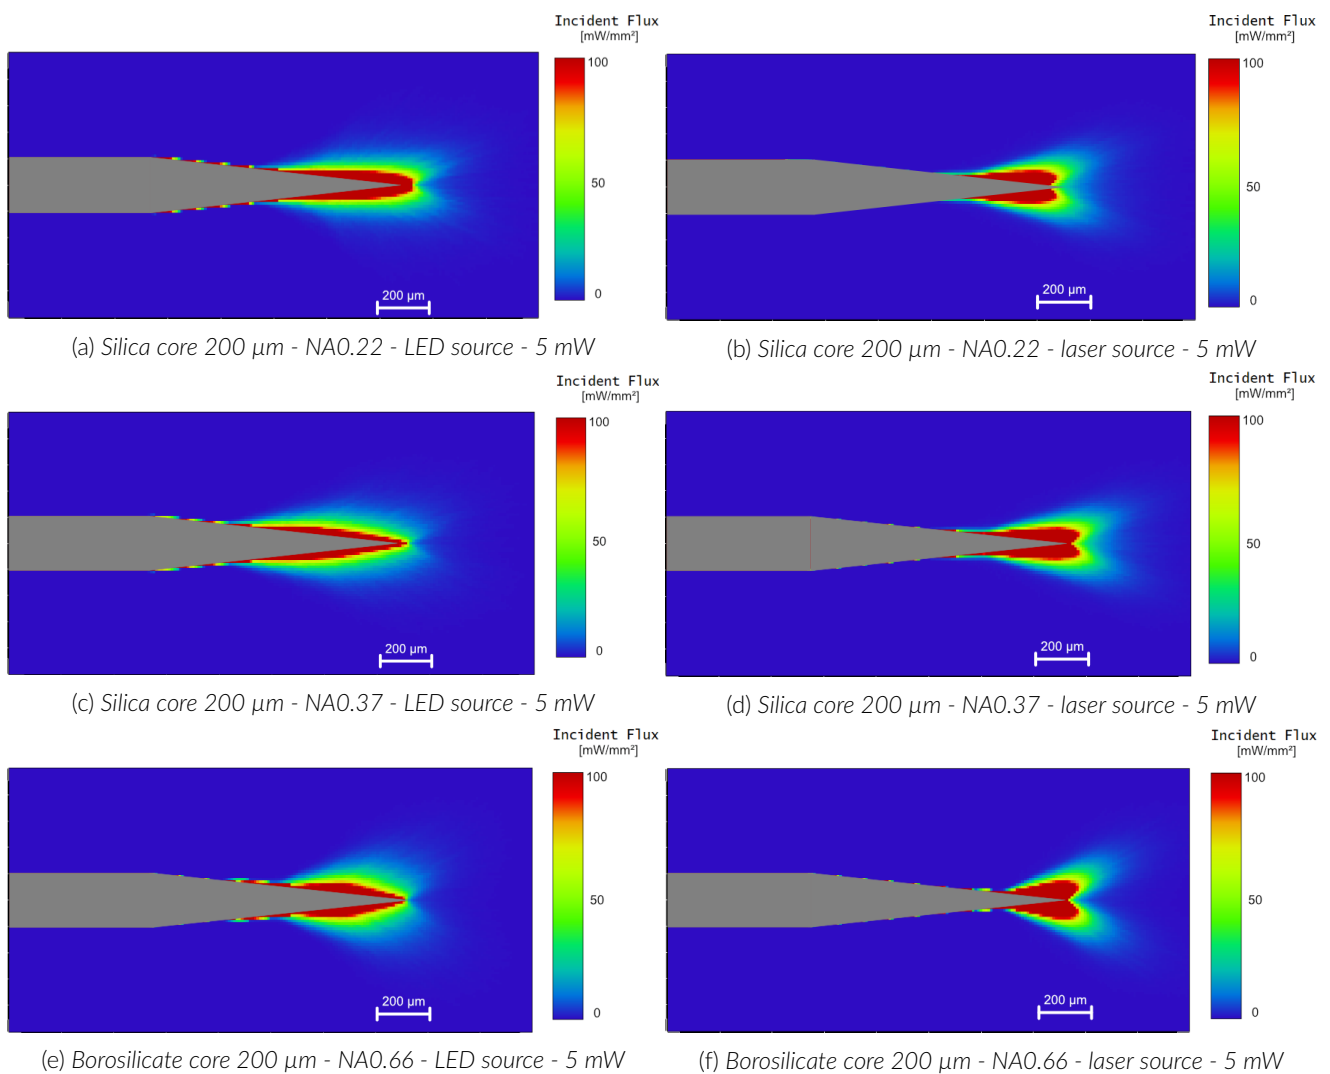 Incident Flux
[mW/mm²]
100
50
0
200 µm
(a) Silica core 200 µm - NA0.22 - LED source - 5 mW
Incident Flux
[mW/mm²]
100
50
0
200 µm
(b) Silica core 200 µm - NA0.22 - laser source - 5 mW
Incident Flux
[mW/mm²]
100
50
0
200 µm
(c) Silica core 200 µm - NA0.37 - LED source - 5 mW
Incident Flux
[mW/mm²]
100
50
0
200 µm
(d) Silica core 200 µm - NA0.37 - laser source - 5 mW
Incident Flux
[mW/mm²]
100
50
0
200 µm
(e) Borosilicate core 200 µm - NA0.66 - LED source - 5 mW
Incident Flux
[mW/mm²]
100
50
0
200 µm
(f) Borosilicate core 200 µm - NA0.66 - laser source - 5 mW